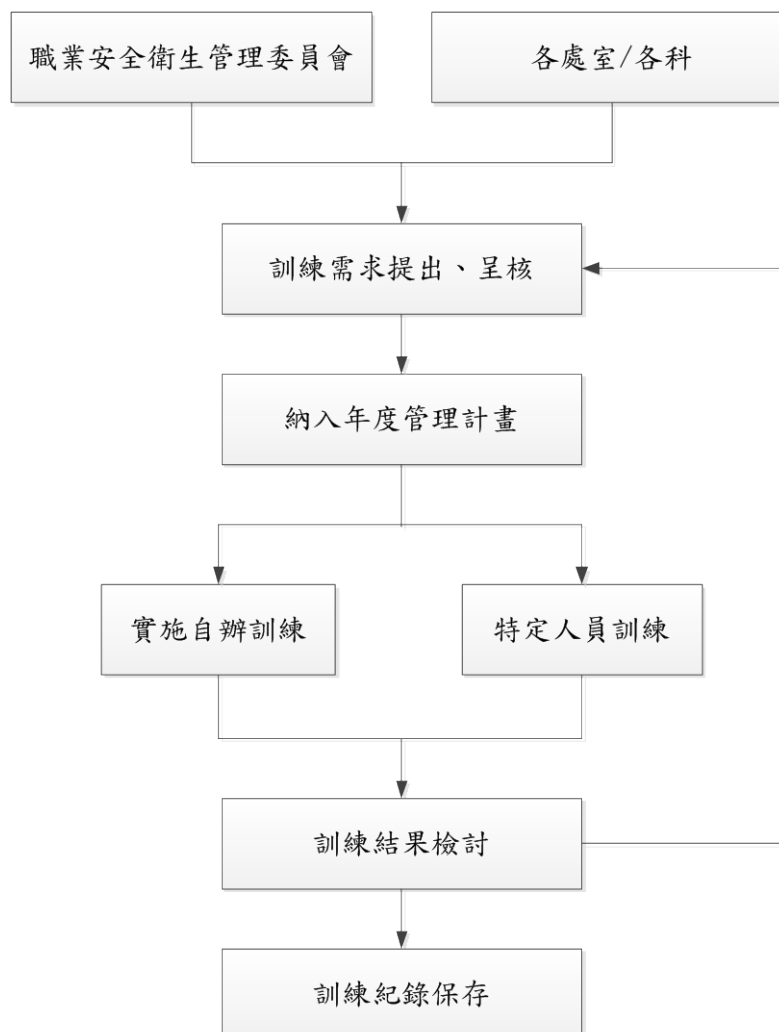 職業安全衛生管理委員會
各處室/各科
訓練需求提出、呈核
納入年度管理計畫
實施自辦訓練
特定人員訓練
訓練結果檢討
訓練紀錄保存